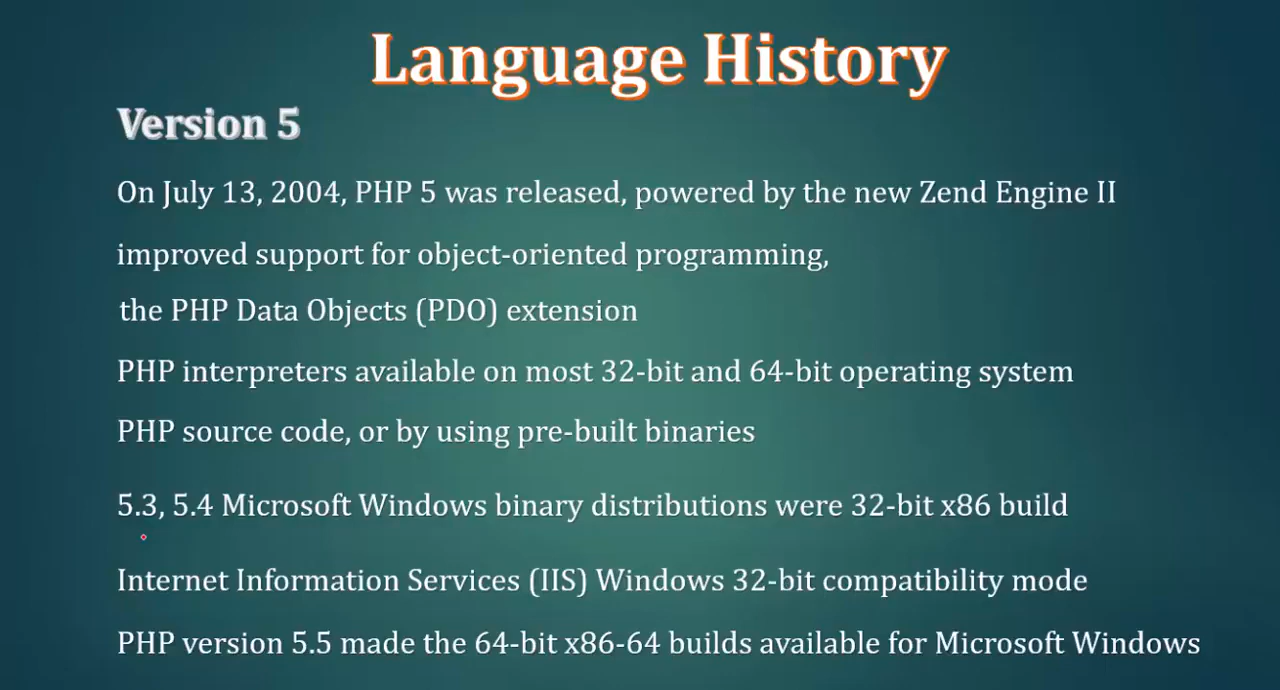 Language History
Version 5
On July 13, 2004, PHP 5 was released, powered by the new Zend Engine II
improved support for object-oriented programming,
the PHP Data Objects (PDO) extension
PHP interpreters available on most 32-bit and 64-bit operating system
PHP source code, or by using pre-built binaries
5.3, 5.4 Microsoft Windows binary distributions were 32-bit x86 build
Internet Information Services (IIS) Windows 32-bit compatibility mode
PHP version 5.5 made the 64-bit x86-64 builds available for Microsoft Windows